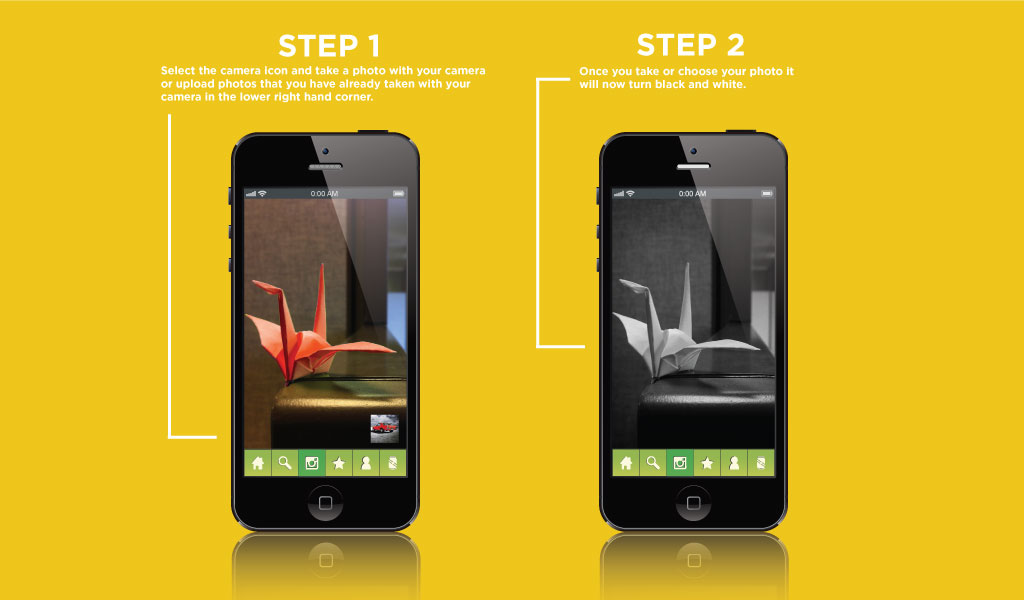 STEP 1
Select the camera icon and take a photo with your camera
or upload photos that you have already taken with your
camera in the lower right hand corner.
0:00 AM
STEP 2
Once you take or choose your photo it
will now turn black and white.
0:00 AM